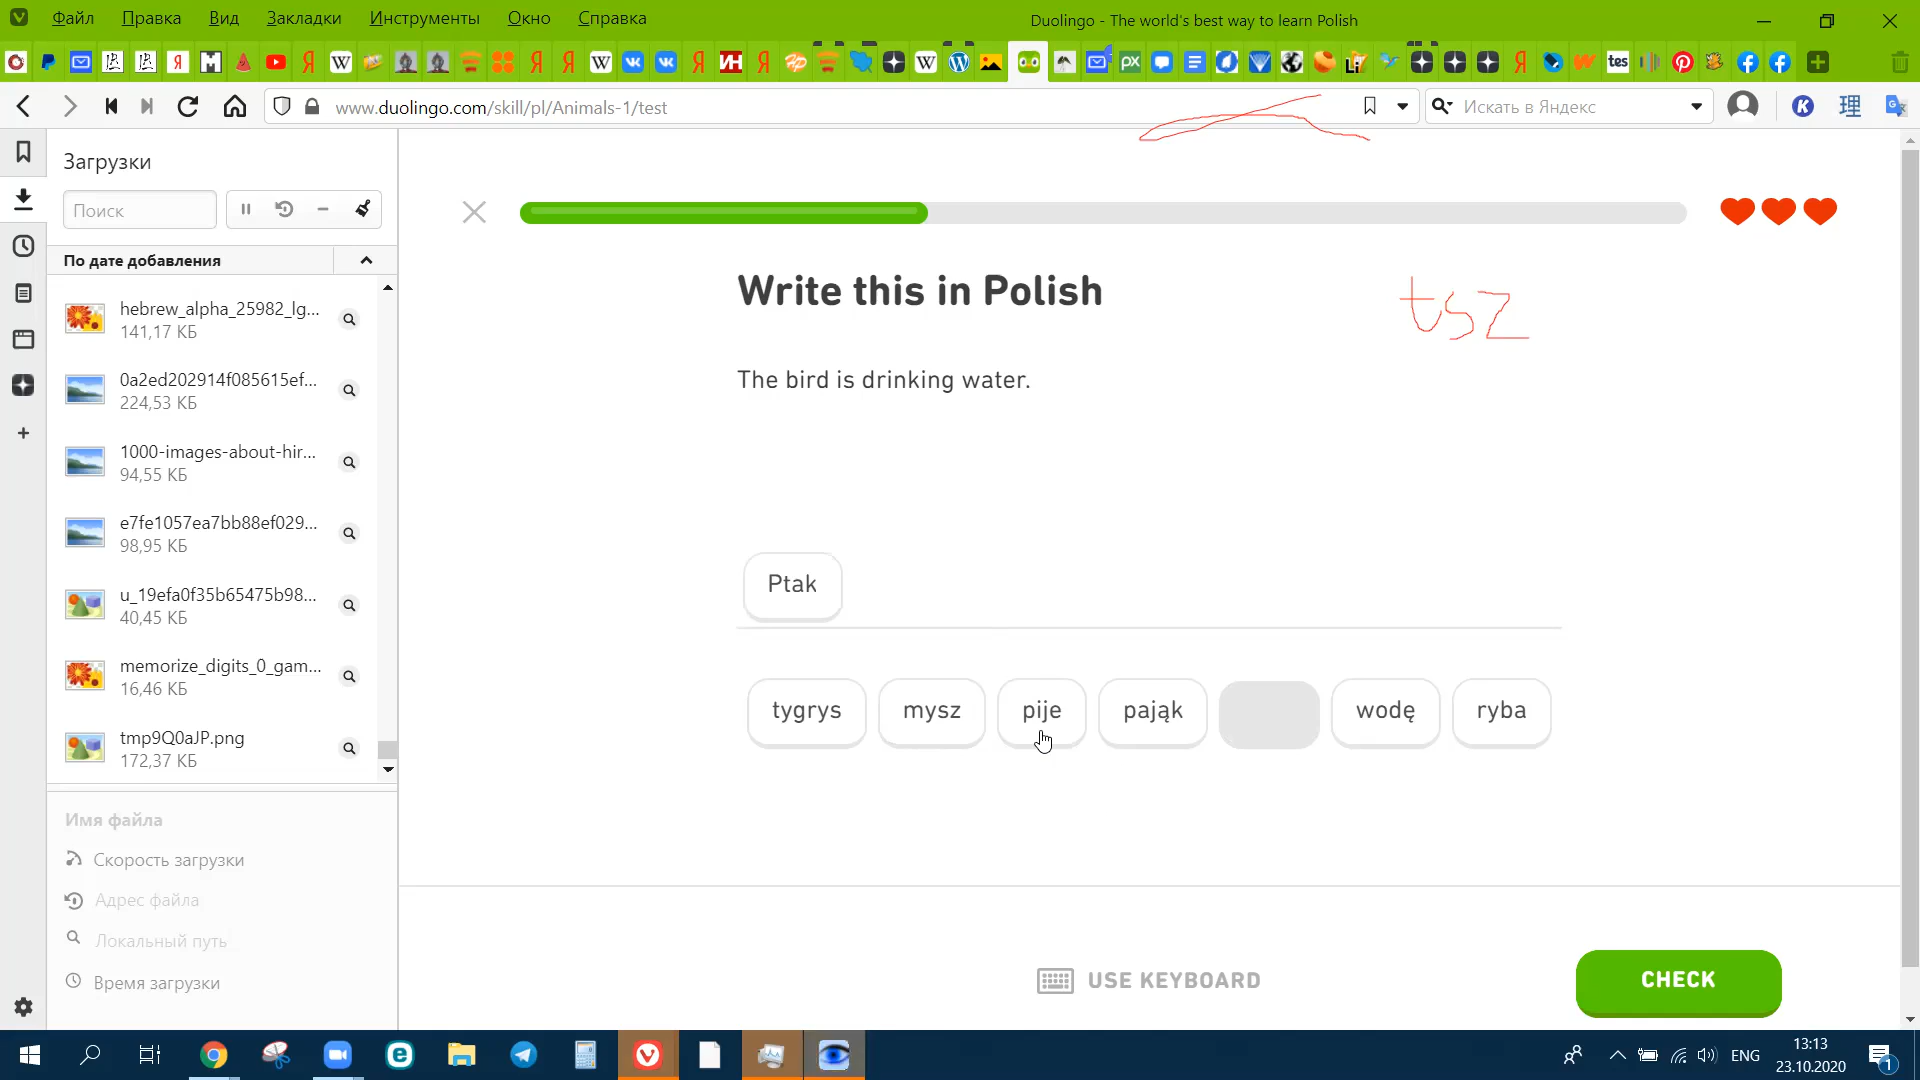 Файл Правка Вид Закладки Инструменты Окно Справка Duolingo - The world's best way to learn Polish
www.duolingo.com/skill/pl/Animals-1/test Искать в Яндекс
Загрузки
Поиск
По дате добавления
hebrew_alpha_25982_lg...
141,17 КБ
0a2ed202914f085615ef...
224,53 КБ
1000-images-about-hir...
94,55 КБ
e7fe1057ea7bb88ef029...
98,95 КБ
u_19efa0f35b65475b98...
40,45 КБ
memorize_digits_0_gam...
16,46 КБ
tmp9Q0aJP.png
172,37 КБ
Имя файла
Скорость загрузки
Адрес файла
Локальный путь
Время загрузки
Write this in Polish
tsz
The bird is drinking water.
Ptak
tygrys mysz pije pająk wodę ryba
USE KEYBOARD CHECK
ENG 13:13
23.10.2020
1